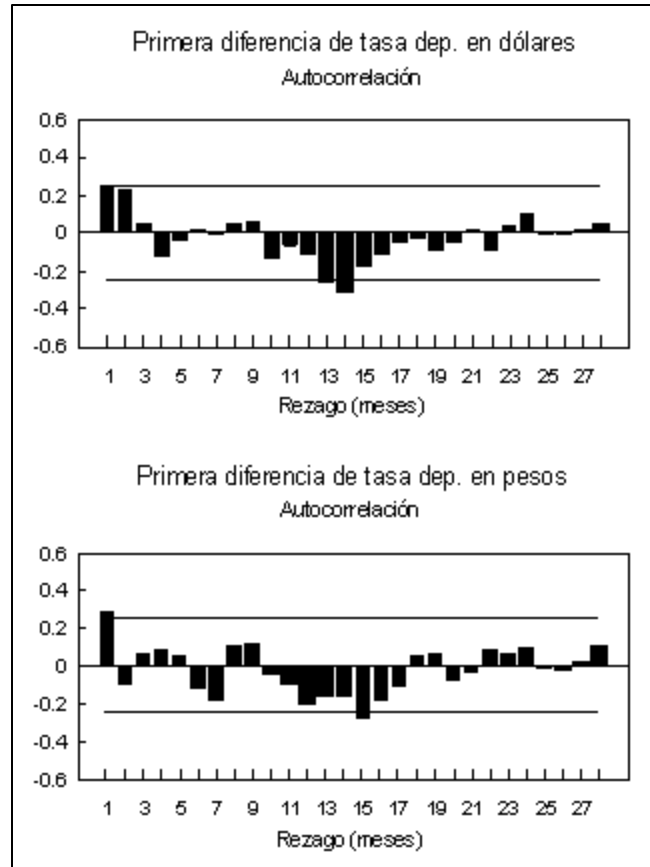 Primera diferencia de tasa dep. en dólares
Autocorrelación
0.6
0.4
0.2
0
-0.2
-0.4
-0.6
1 3 5 7 9 11 13 15 17 19 21 23 25 27
Rezago (meses)
Primera diferencia de tasa dep. en pesos
Autocorrelación
0.6
0.4
0.2
0
-0.2
-0.4
-0.6
1 3 5 7 9 11 13 15 17 19 21 23 25 27
Rezago (meses)